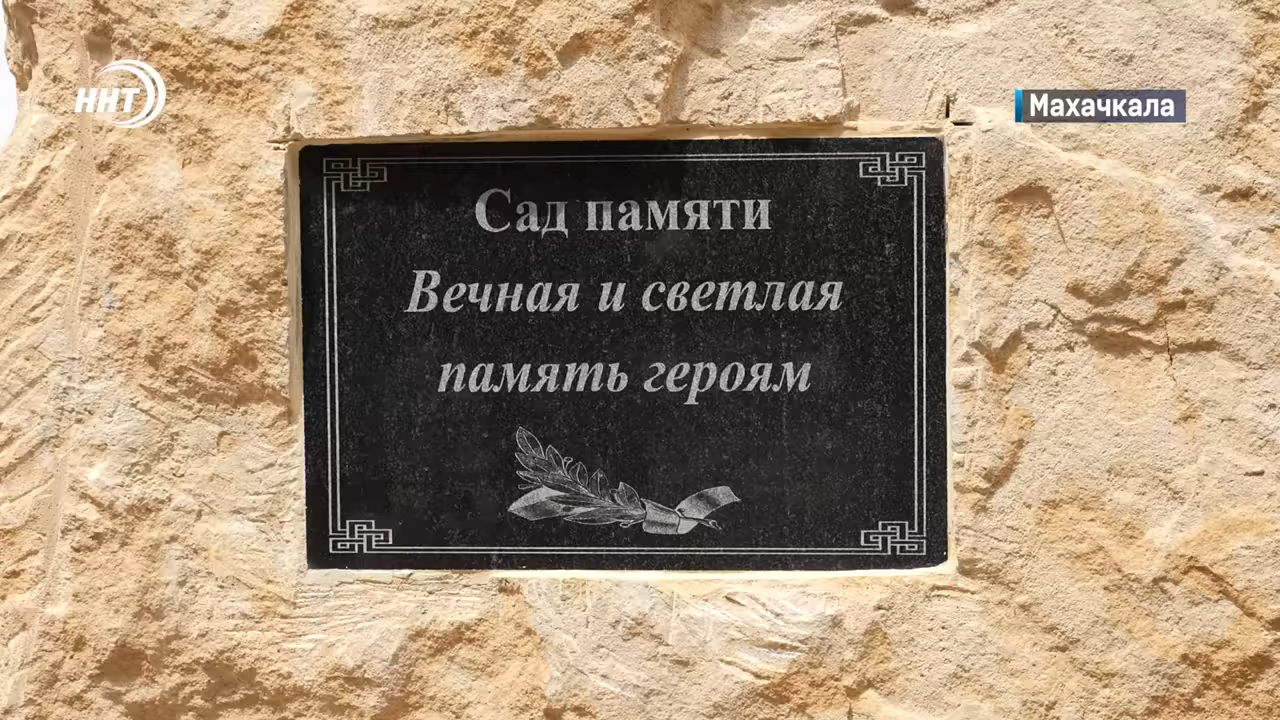 ННТ
Махачкала
Сад памяти
Вечная и светлая
память героям